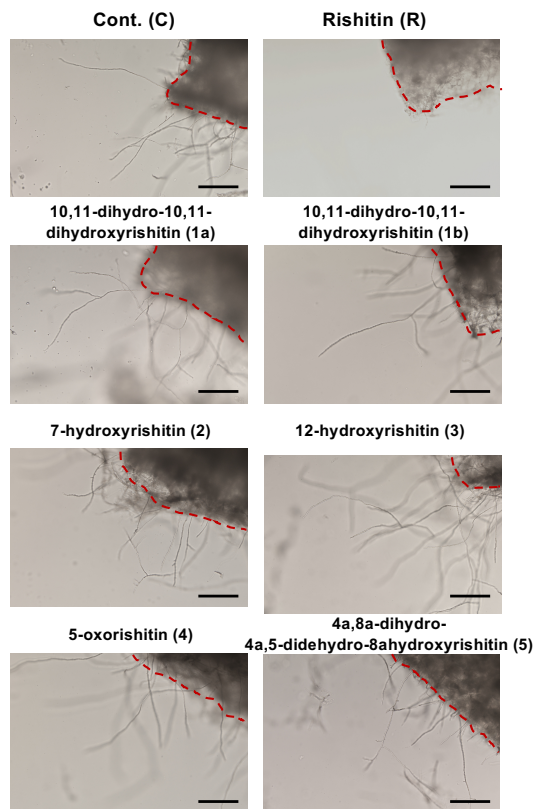 Cont. (C)
Rishitin (R)
10,11-dihydro-10,11-
dihydroxyrishitin (1a)
10,11-dihydro-10,11-
dihydroxyrishitin (1b)
7-hydroxyrishitin (2)
12-hydroxyrishitin (3)
5-oxorishitin (4)
4a,8a-dihydro-
4a,5-didehydro-8ahydroxyrishitin (5)